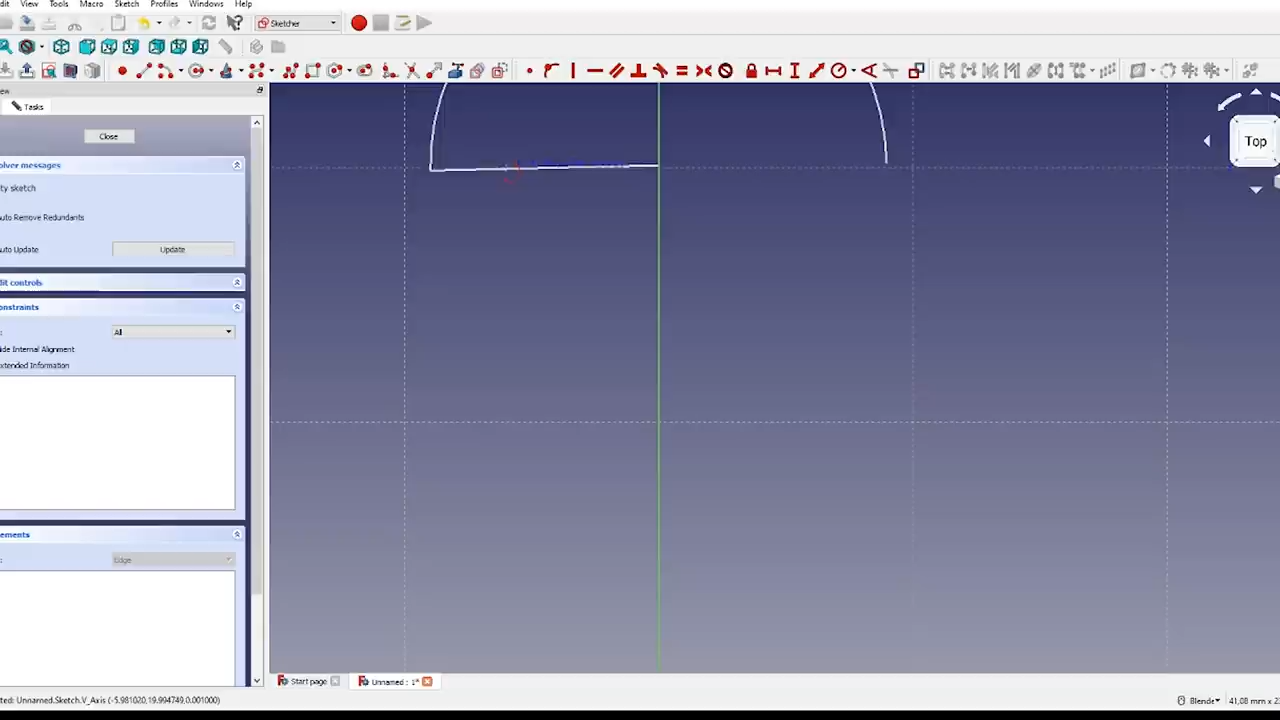 dit View Tools Macro Sketch Profiles Windows Help
Sketcher
ew
Tasks
Close
olver messages
ty sketch
uto Remove Redundants
uto Update Update
dit controls
onstraints
: All
ide Internal Alignment
xtended Information
ements
: Edge
Top
Start page Unnamed : 1*
ted: Unnamed.Sketch.V_Axis (-5.981020,19.994749,0.001000)
Blender 41,08 mm x 2